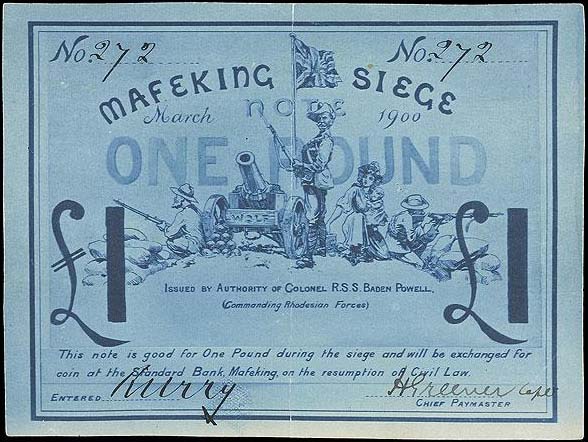 No. 272 No. 272
MAFEKING SIEGE
March NOTE 1900
ONE POUND
WOLF
£1 £1
ISSUED BY AUTHORITY OF COLONEL R.S.S. BADEN POWELL.
(Commanding Rhodesian Forces)
This note is good for One Pound during the siege and will be exchanged for
coin at the Standard Bank, Mafeking, on the resumption of Civil Law.
ENTERED HGreener Capt
CHIEF PAYMASTER